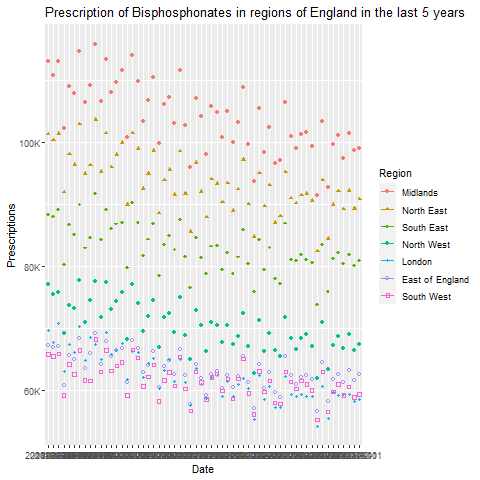 Prescription of Bisphosphonates in regions of England in the last 5 years
100K
80K
60K
Prescriptions
Date
Region
Midlands
North East
South East
North West
London
East of England
South West